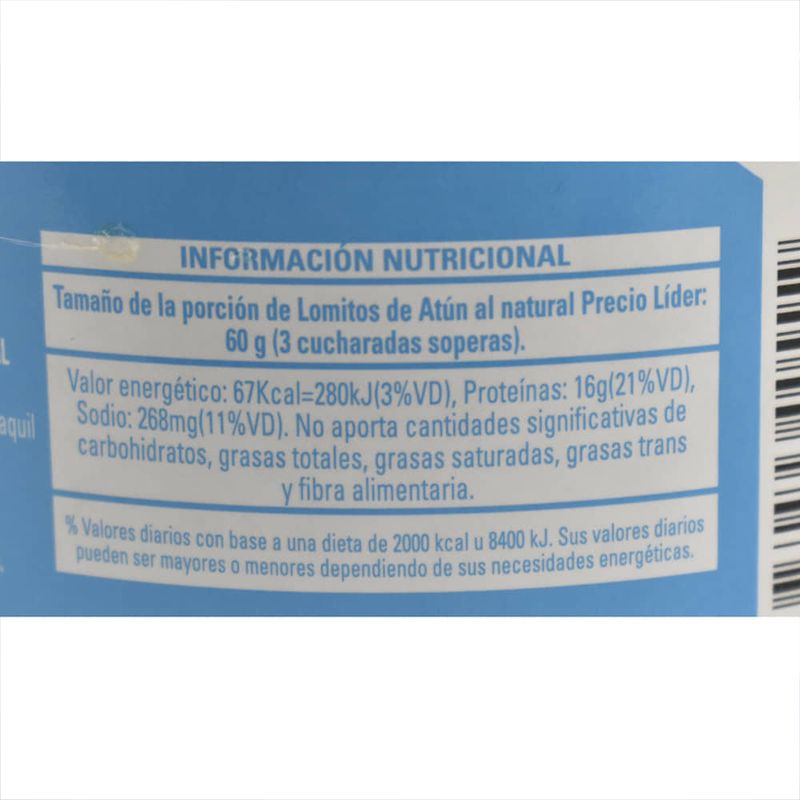 INFORMACIÓN NUTRICIONAL
Tamaño de la porción de Lomitos de Atún al natural Precio Líder:
60 g (3 cucharadas soperas).
Valor energético: 67Kcal=280kJ(3%VD), Proteínas: 16g(21%VD),
Sodio: 268mg(11%VD). No aporta cantidades significativas de
carbohidratos, grasas totales, grasas saturadas, grasas trans
y fibra alimentaria.
% Valores diarios con base a una dieta de 2000 kcal u 8400 kJ. Sus valores diarios
pueden ser mayores o menores dependiendo de sus necesidades energéticas.